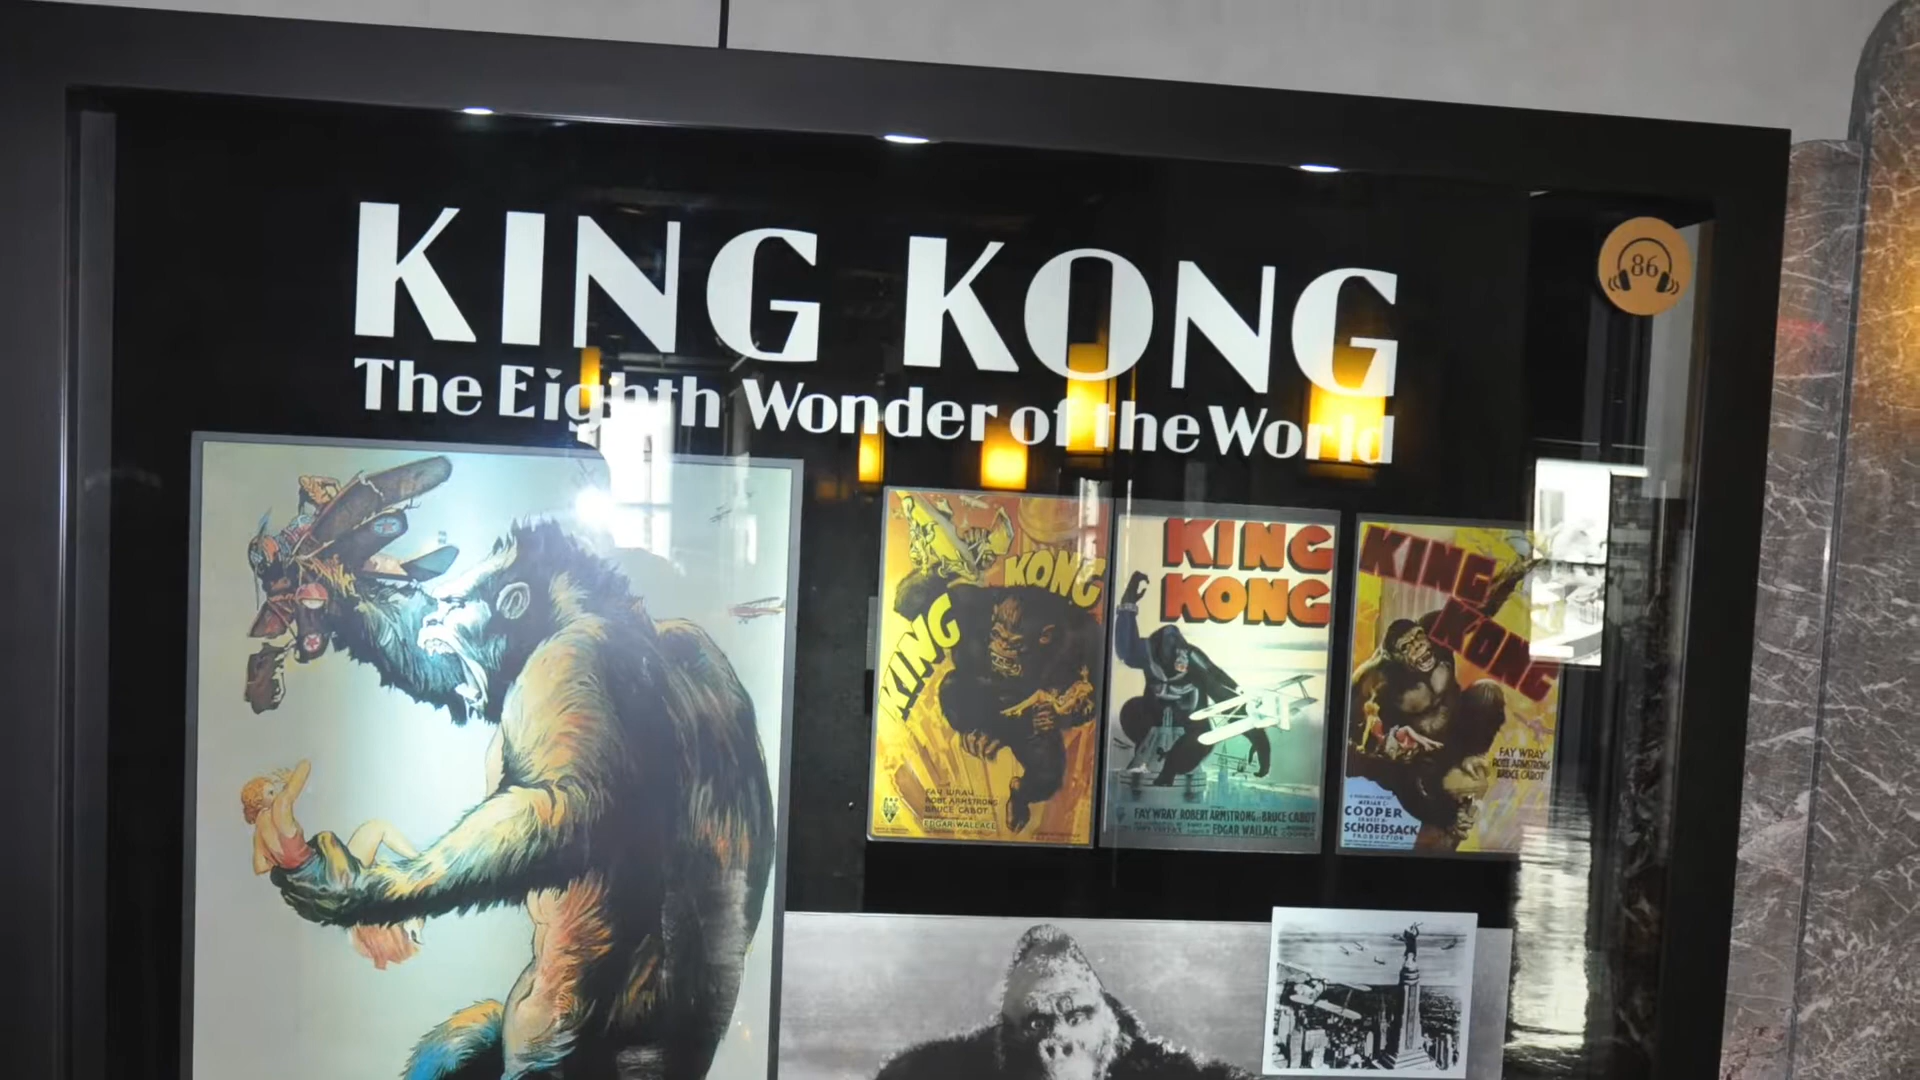 KING KONG
86
The Eighth Wonder of the World
KONG
KING
FAY WRAY
ROBT ARMSTRONG
BRUCE CABOT
EDGAR WALLACE
KING
KONG
FAY WRAY, ROBERT ARMSTRONG, BRUCE CABOT
EDGAR WALLACE
KING
KONG
FAY WRAY
ROBT ARMSTRONG
BRUCE CABOT
MERIAN C.
COOPER
SCHOEDSACK
PRODUCTION